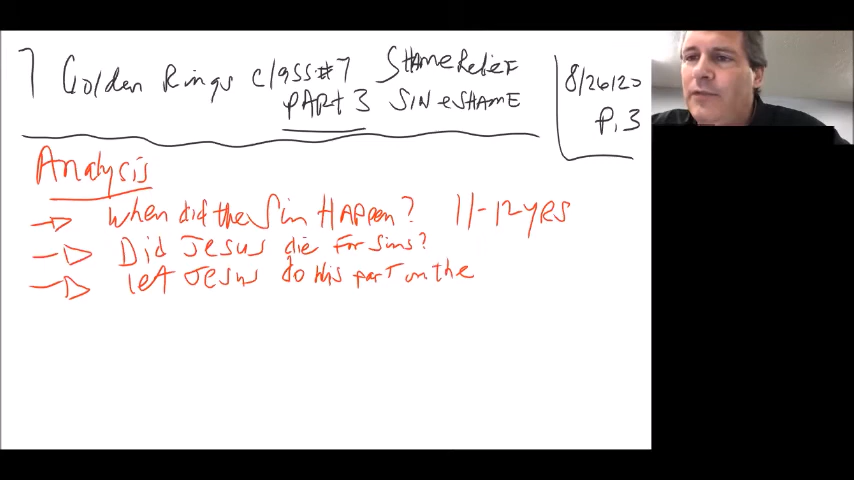 7 Golden Rings class #7 SHAME Relief
PART 3 SIN & SHAME
8/26/20
P. 3
Analysis
→ When did the Sin HAPPen? 11-12 yRS
→ Did JESUS die For Sins?
→ let JESUS do his part on the